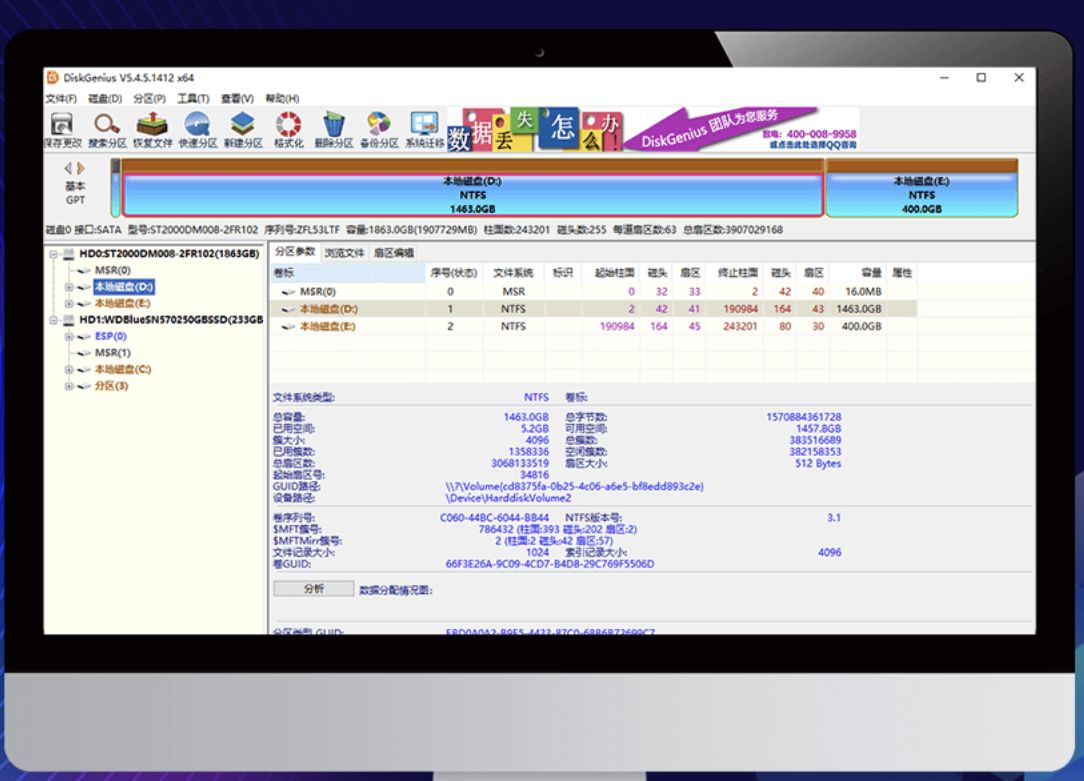 DiskGenius V5.4.5.1412 x64
文件(F) 磁盘(D) 分区(P) 工具(T) 查看(V) 帮助(H)
保存更改 搜索分区 恢复文件 快速分区 新建分区 格式化 删除分区 备份分区 系统迁移
数据丢失怎么办!
DiskGenius 团队为您服务
致电: 400-008-9958
或点击此处选择QQ咨询
基本
GPT
本地磁盘(D:)
NTFS
1463.0GB
本地磁盘(E:)
NTFS
400.0GB
磁盘0 接口:SATA 型号:ST2000DM008-2FR102 序列号:ZFL53LTF 容量:1863.0GB(1907729MB) 柱面数:243201 磁头数:255 每道扇区数:63 总扇区数:3907029168
HD0:ST2000DM008-2FR102(1863GB)
MSR(0)
本地磁盘(D:)
本地磁盘(E:)
HD1:WDBlueSN570250GBSSD(233GB
ESP(0)
MSR(1)
本地磁盘(C:)
分区(3)
分区参数 浏览文件 扇区编辑
卷标 序号(状态) 文件系统 标识 起始柱面 磁头 扇区 终止柱面 磁头 扇区 容量 属性
MSR(0) 0 MSR 0 32 33 2 42 40 16.0MB
本地磁盘(D:) 1 NTFS 2 42 41 190984 164 43 1463.0GB
本地磁盘(E:) 2 NTFS 190984 164 45 243201 80 30 400.0GB
文件系统类型: NTFS 卷标:
总容量: 1463.0GB 总字节数: 1570884361728
已用空间: 5.2GB 可用空间: 1457.8GB
簇大小: 4096 总簇数: 383516689
已用簇数: 1358336 空闲簇数: 382158353
总扇区数: 3068133519 扇区大小: 512 Bytes
起始扇区号: 34816
GUID路径: \\?\Volume{cd8375fa-0b25-4c06-a6e5-bf8edd893c2e}
设备路径: \Device\HarddiskVolume2
卷序列号: C060-44BC-6044-BB44 NTFS版本号: 3.1
$MFT簇号: 786432 (柱面:393 磁头:202 扇区:2)
$MFTMirr簇号: 2 (柱面:2 磁头:42 扇区:57)
文件记录大小: 1024 索引记录大小: 4096
卷GUID: 66F3E26A-9C09-4CD7-B4D8-29C769F5506D
分析 数据分配情况图:
分区类型 GUID: EBD0A0A2-B9E5-4433-87C0-68B6B72699C7